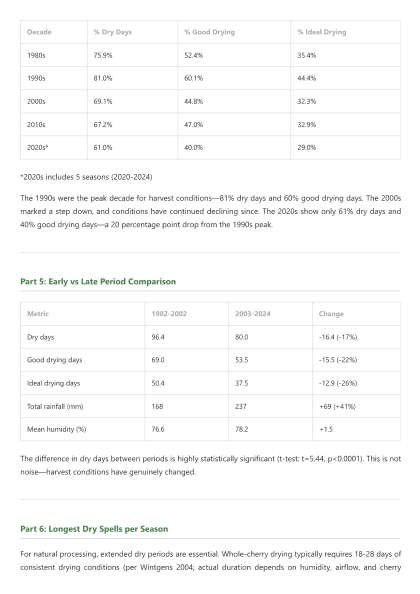 Decade % Dry Days % Good Drying % Ideal Drying
1980s 75.9% 52.4% 35.4%
1990s 81.0% 60.1% 44.4%
2000s 69.1% 44.8% 32.3%
2010s 67.2% 47.0% 32.9%
2020s* 61.0% 40.0% 29.0%
*2020s includes 5 seasons (2020-2024)
The 1990s were the peak decade for harvest conditions—81% dry days and 60% good drying days. The 2000s
marked a step down, and conditions have continued declining since. The 2020s show only 61% dry days and
40% good drying days—a 20 percentage point drop from the 1990s peak.
Part 5: Early vs Late Period Comparison
Metric 1982-2002 2003-2024 Change
Dry days 96.4 80.0 -16.4 (-17%)
Good drying days 69.0 53.5 -15.5 (-22%)
Ideal drying days 50.4 37.5 -12.9 (-26%)
Total rainfall (mm) 168 237 +69 (+41%)
Mean humidity (%) 76.6 78.2 +1.5
The difference in dry days between periods is highly statistically significant (t-test: t=5.44, p<0.0001). This is not
noise—harvest conditions have genuinely changed.
Part 6: Longest Dry Spells per Season
For natural processing, extended dry periods are essential. Whole-cherry drying typically requires 18-28 days of
consistent drying conditions (per Wintgens 2004; actual duration depends on humidity, airflow, and cherry